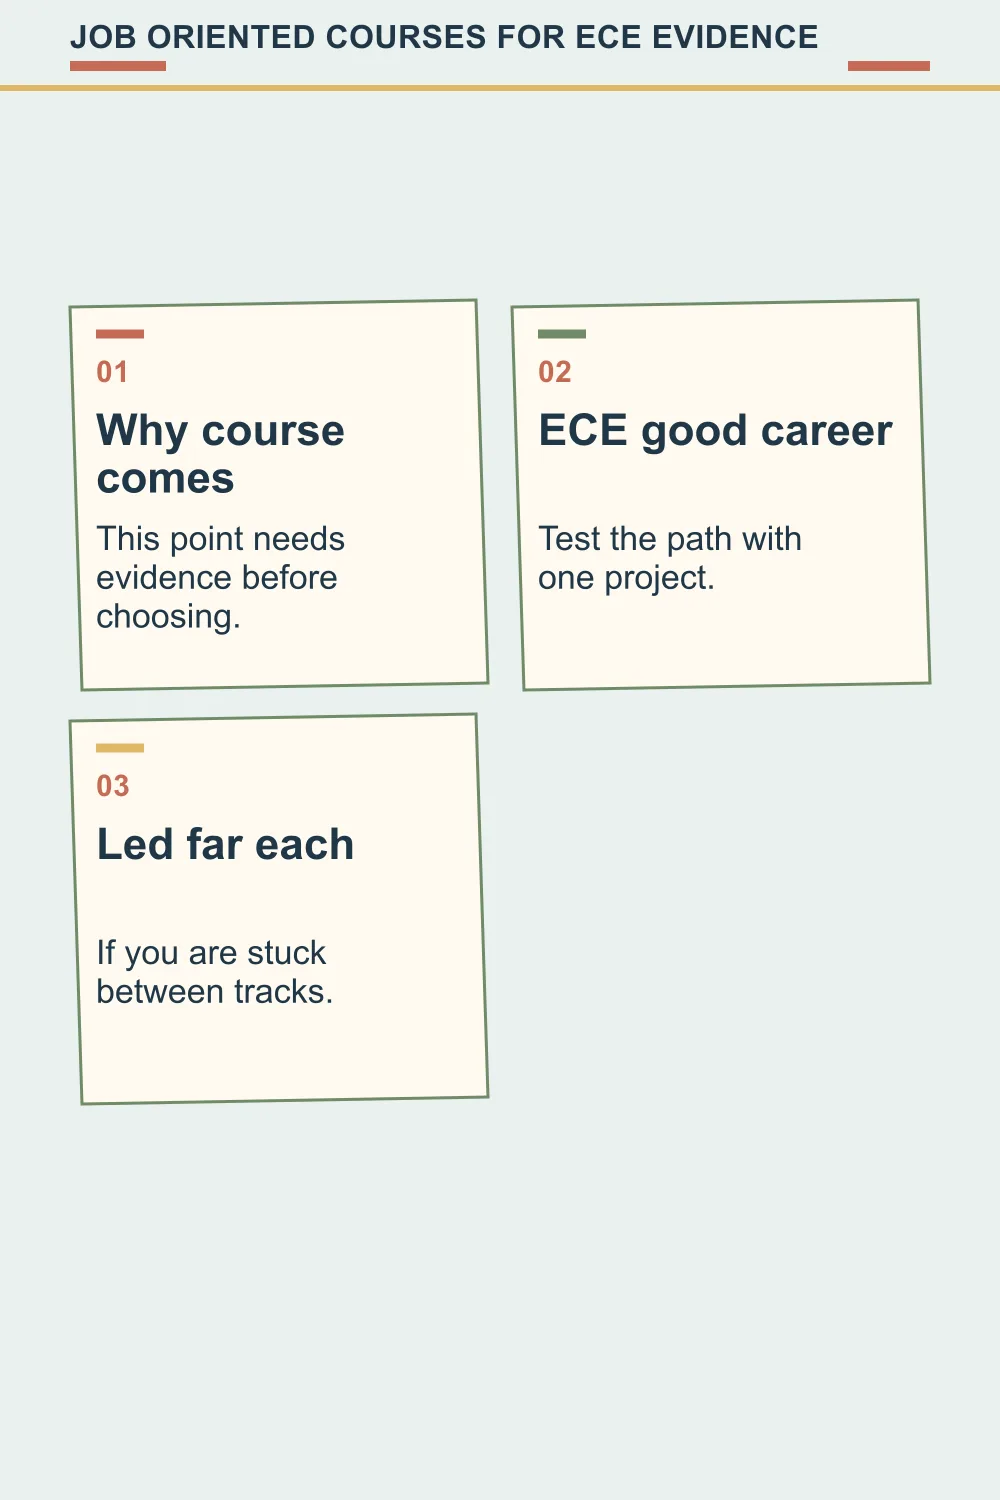 JOB ORIENTED COURSES FOR ECE EVIDENCE
01
Why course
comes
This point needs
evidence before
choosing.
02
ECE good career
Test the path with
one project.
03
Led far each
If you are stuck
between tracks.